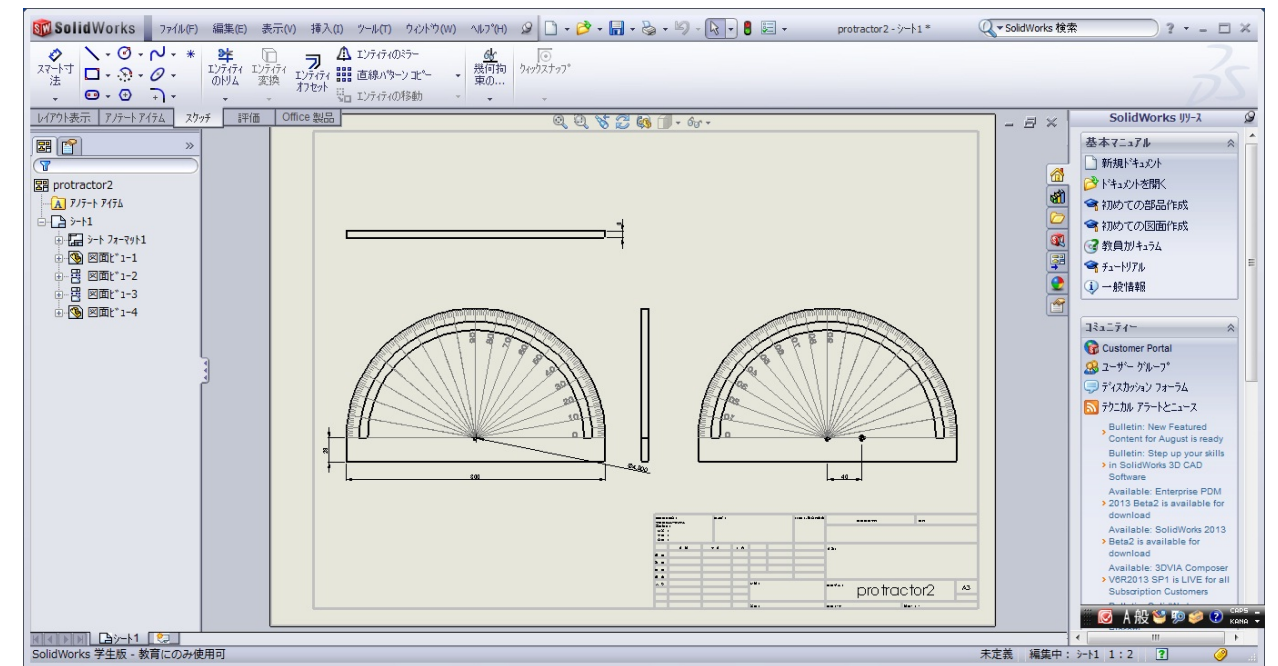 SolidWorks ファイル(F) 編集(E) 表示(V) 挿入(I) ツール(T) ウィンドウ(W) ヘルプ(H) protractor2 - シート1 * SolidWorks 検索
スマート寸法
エンティティのトリム
エンティティ変換
エンティティオフセット
エンティティのミラー
直線パターン コピー
エンティティの移動
幾何拘束の...
クィックスナップ
レイアウト表示 アノテート アイテム スケッチ 評価 Office 製品
protractor2
アノテート アイテム
シート1
シート フォーマット1
図面ビュー1
図面ビュー2
図面ビュー3
図面ビュー4
40
protractor2
A3
SolidWorks リソース
基本マニュアル
新規ドキュメント
ドキュメントを開く
初めての部品作成
初めての図面作成
教員カリキュラム
チュートリアル
一般情報
コミュニティー
Customer Portal
ユーザー グループ
ディスカッション フォーラム
テクニカル アラートとニュース
Bulletin: New Featured
Content for August is ready
Bulletin: Step up your skills
in SolidWorks 3D CAD
Software
Available: Enterprise PDM
2013 Beta2 is available for
download
Available: SolidWorks 2013
Beta2 is available for
download
Available: 3DVIA Composer
V6R2013 SP1 is LIVE for all
Subscription Customers
A 般 CAPS KANA
シート1
SolidWorks 学生版 - 教育にのみ使用可 未定義 編集中 : シート1 1 : 2